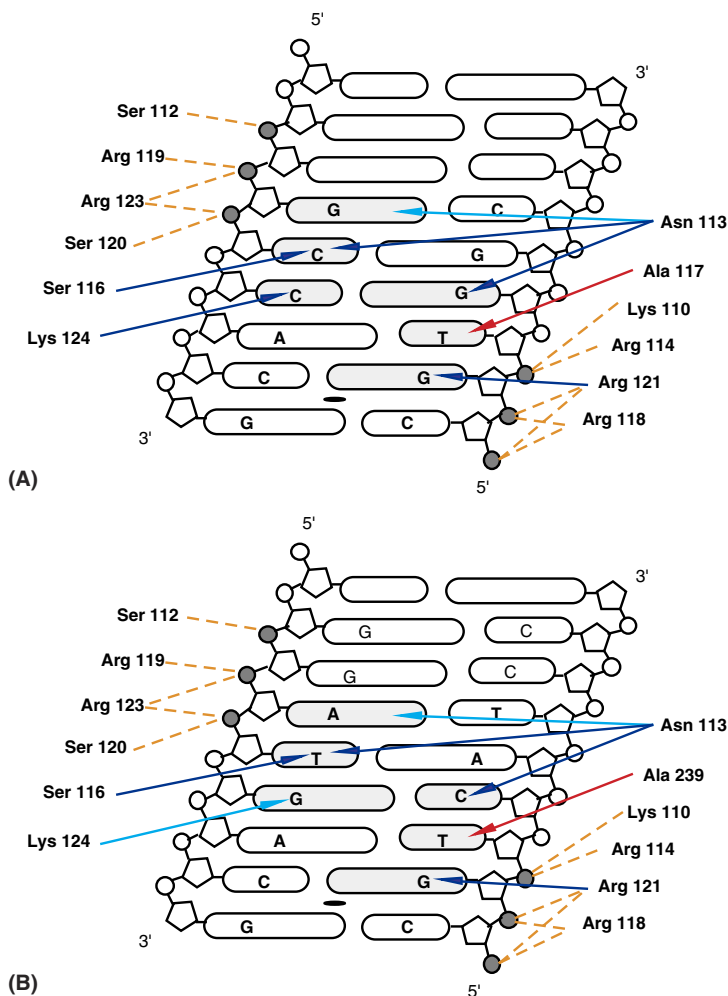 5'
3'
Ser 112
Arg 119
Arg 123
G C
Asn 113
Ser 120
C G
Ala 117
Ser 116
C G
Lys 110
Lys 124
A T
Arg 114
C G
Arg 121
G C
Arg 118
3'
5'
(A)
5'
3'
Ser 112
G C
Arg 119
G C
Arg 123
A T
Asn 113
Ser 120
T A
Ala 239
Ser 116
G C
Lys 110
Lys 124
A T
Arg 114
C G
Arg 121
G C
Arg 118
3'
5'
(B)